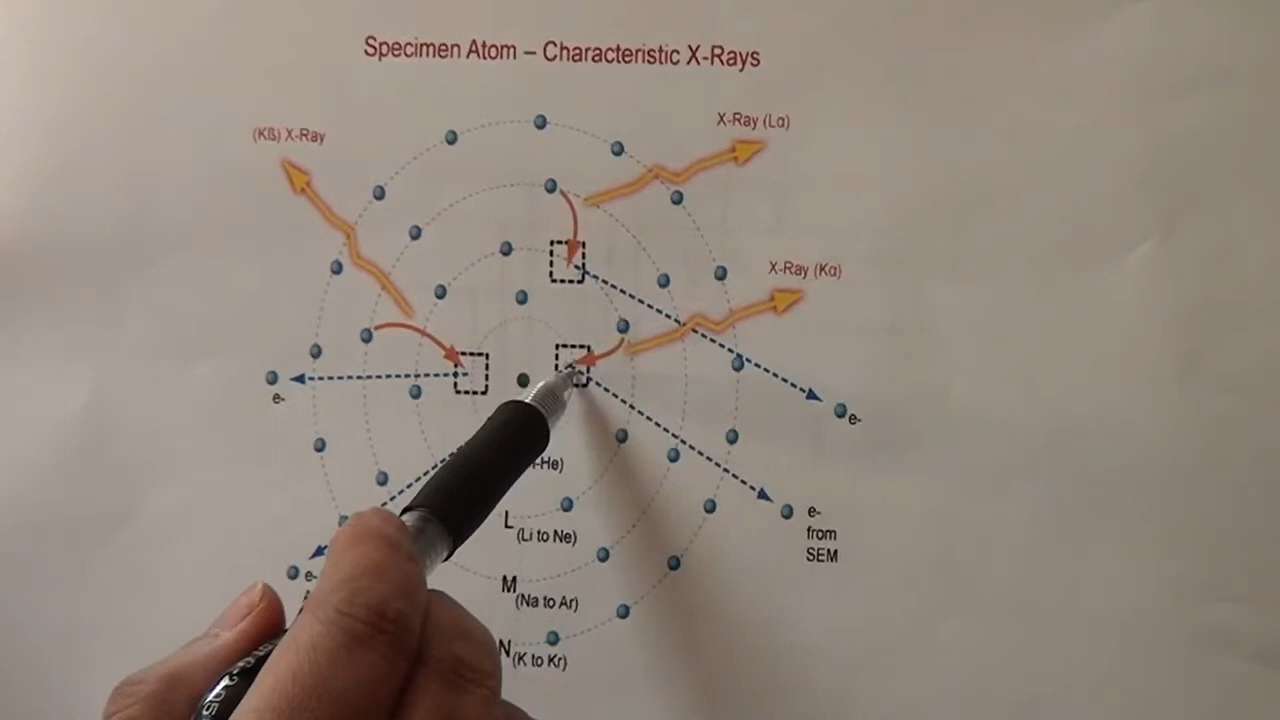 Specimen Atom – Characteristic X-Rays
(Kß) X-Ray
X-Ray (Lα)
X-Ray (Kα)
e-
e-
e-
from
SEM
e-
-He)
L (Li to Ne)
M (Na to Ar)
N (K to Kr)